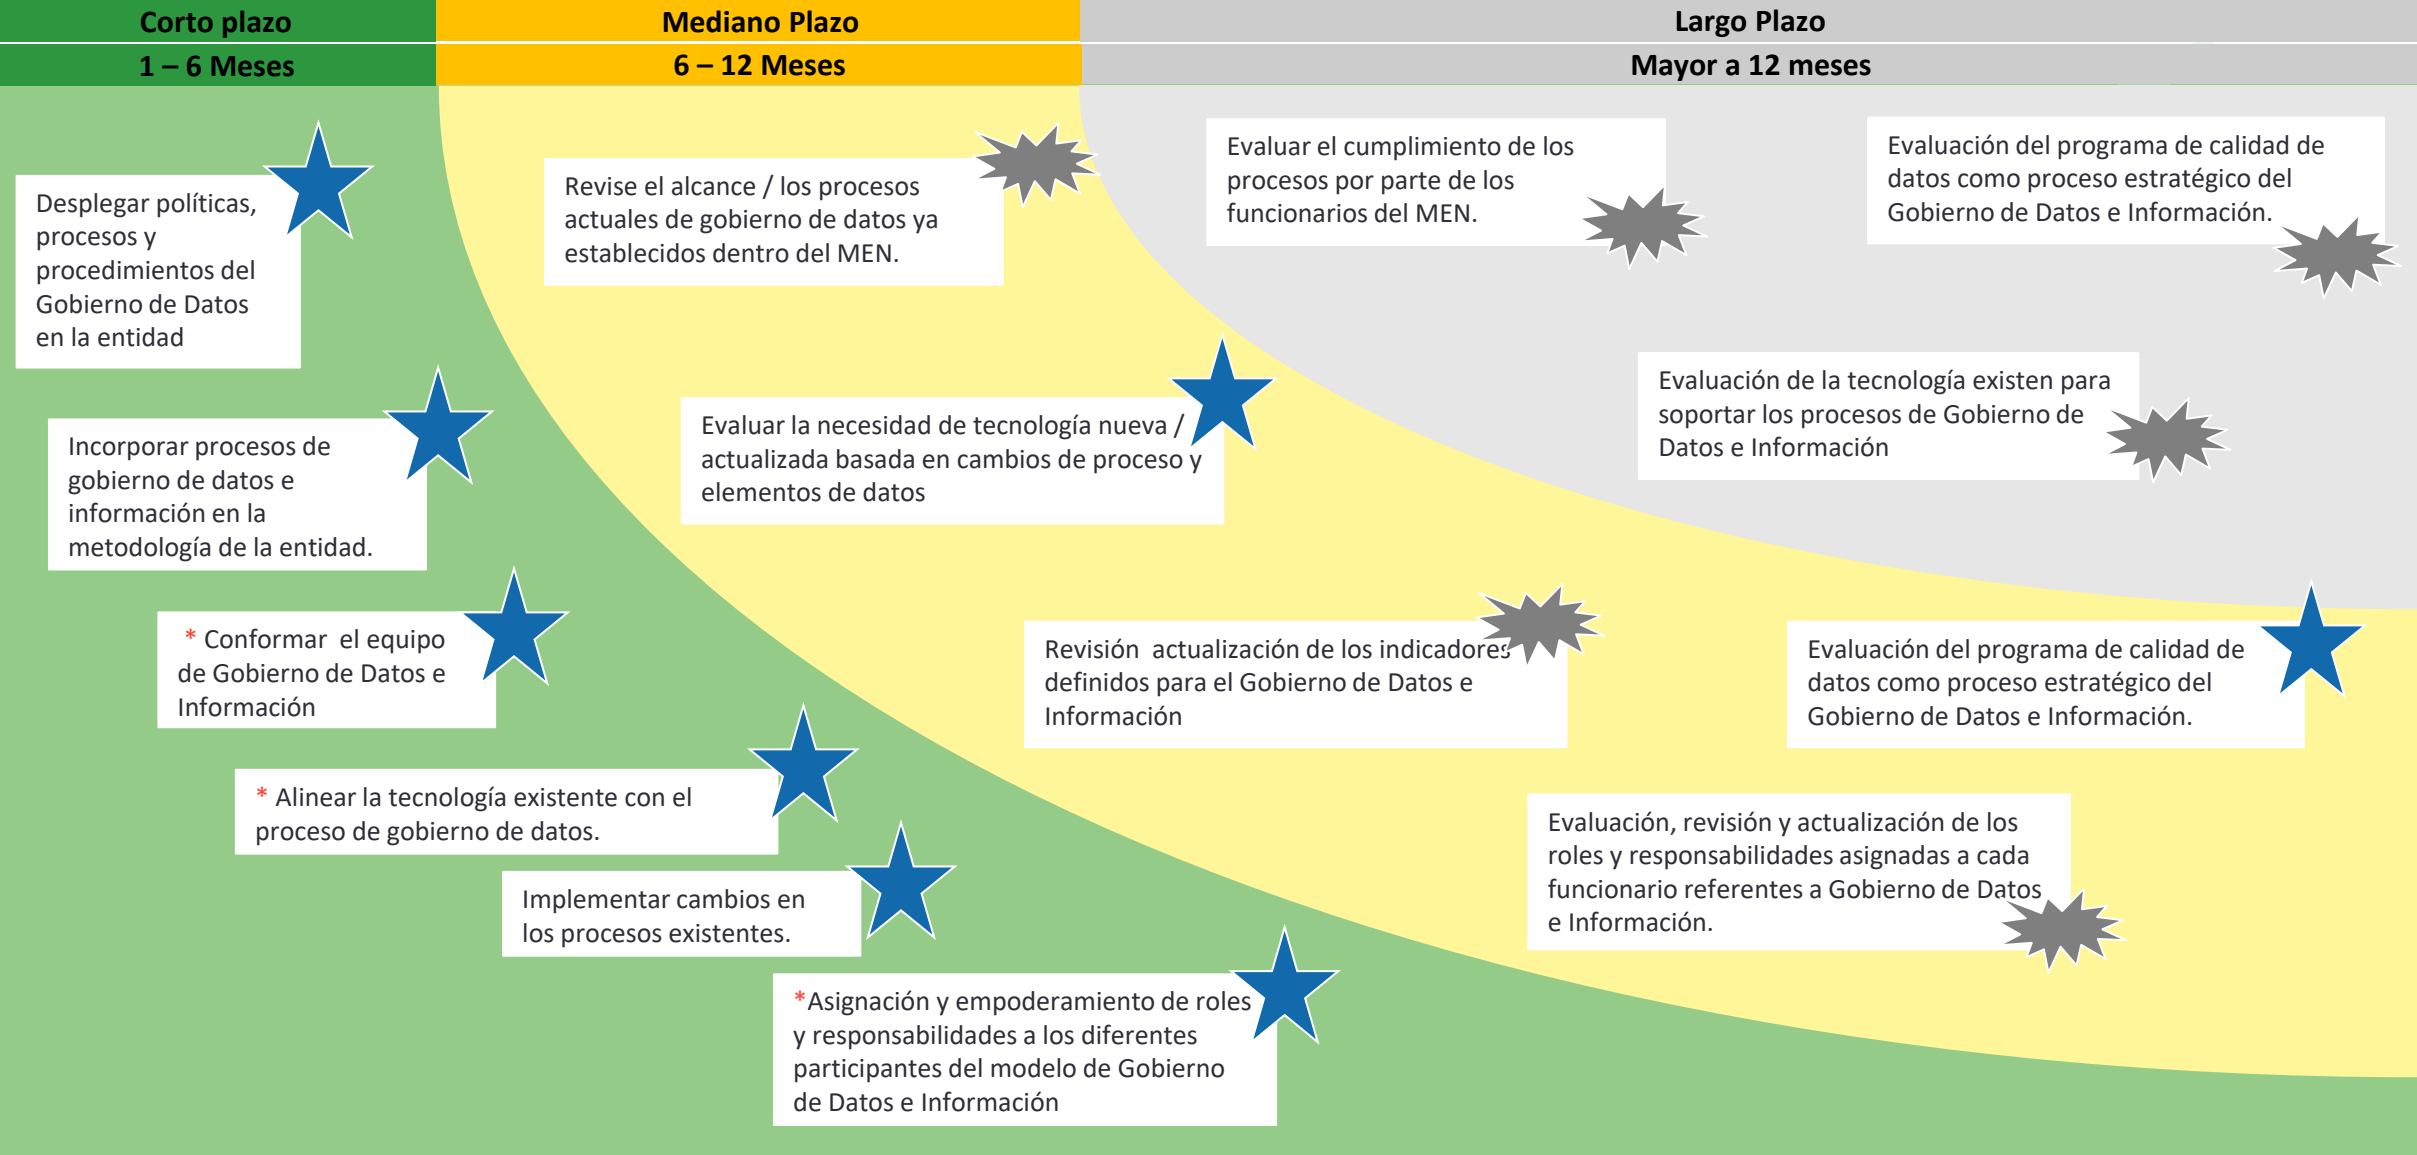 Corto plazo
Mediano Plazo
Largo Plazo
1 – 6 Meses
6 – 12 Meses
Mayor a 12 meses
Desplegar políticas,
procesos y
procedimientos del
Gobierno de Datos
en la entidad
Incorporar procesos de
gobierno de datos e
información en la
metodología de la entidad.
* Conformar  el equipo
de Gobierno de Datos e
Información
* Alinear la tecnología existente con el
proceso de gobierno de datos.
Implementar cambios en
los procesos existentes.
*Asignación y empoderamiento de roles
y responsabilidades a los diferentes
participantes del modelo de Gobierno
de Datos e Información
Revise el alcance / los procesos
actuales de gobierno de datos ya
establecidos dentro del MEN.
Evaluar la necesidad de tecnología nueva /
actualizada basada en cambios de proceso y
elementos de datos
Revisión  actualización de los indicadores
definidos para el Gobierno de Datos e
Información
Evaluación del programa de calidad de
datos como proceso estratégico del
Gobierno de Datos e Información.
Evaluación, revisión y actualización de los
roles y responsabilidades asignadas a cada
funcionario referentes a Gobierno de Datos
e Información.
Evaluar el cumplimiento de los
procesos por parte de los
funcionarios del MEN.
Evaluación del programa de calidad de
datos como proceso estratégico del
Gobierno de Datos e Información.
Evaluación de la tecnología existen para
soportar los procesos de Gobierno de
Datos e Información